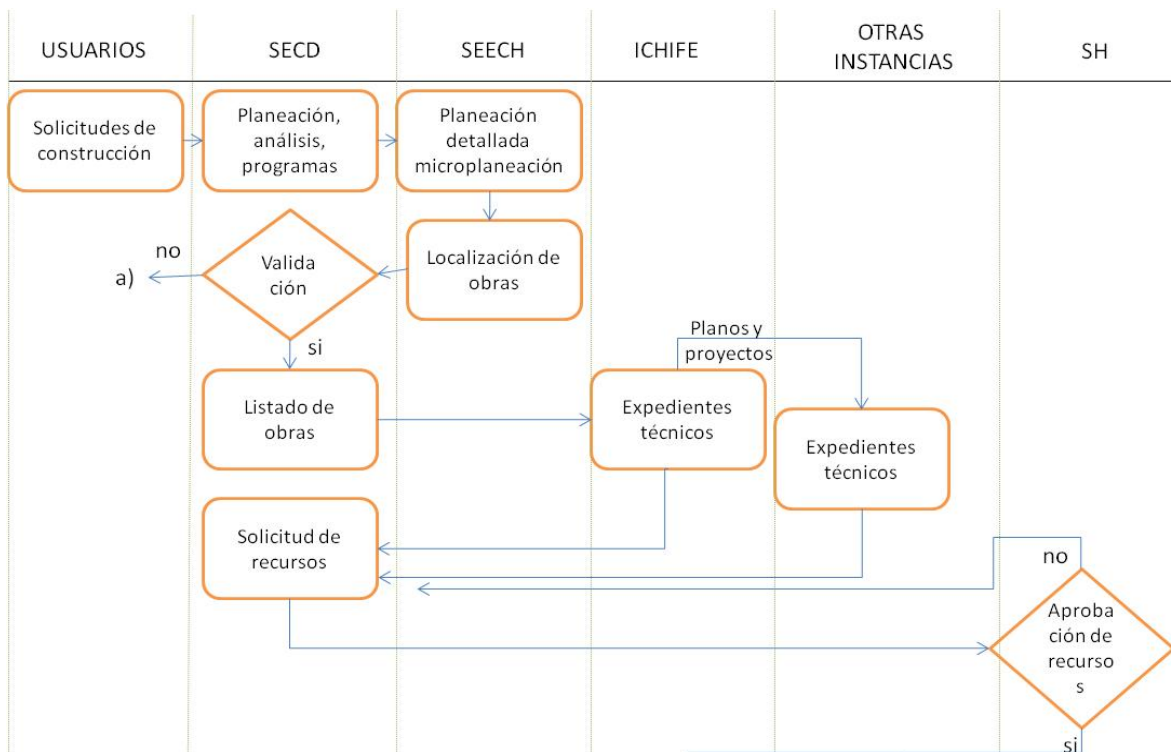 USUARIOS
SECD
SEECH
ICHIFE
OTRAS
INSTANCIAS
SH
Solicitudes de
construcción
Planeación,
análisis,
programas
Planeación
detallada
microplaneación
no
a)
Valida
ción
Localización de
obras
si
Planos y
proyectos
Listado de
obras
Expedientes
técnicos
Expedientes
técnicos
Solicitud de
recursos
no
Aproba
ción de
recurso
s
si